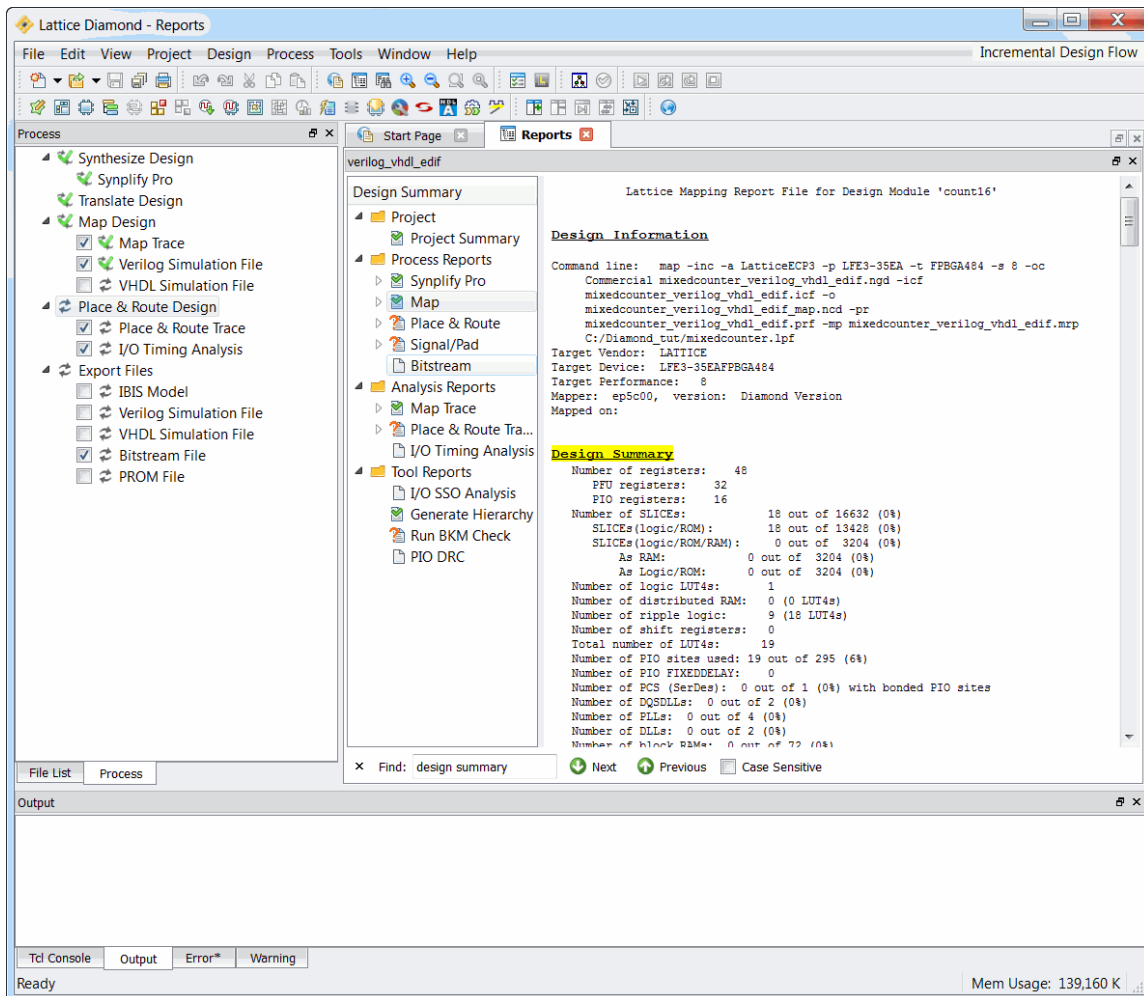 Lattice Diamond - Reports
File Edit View Project Design Process Tools Window Help
Incremental Design Flow
Process
Synthesize Design
Synplify Pro
Translate Design
Map Design
Map Trace
Verilog Simulation File
VHDL Simulation File
Place & Route Design
Place & Route Trace
I/O Timing Analysis
Export Files
IBIS Model
Verilog Simulation File
VHDL Simulation File
Bitstream File
PROM File
File List Process
Start Page Reports
verilog_vhdl_edif
Design Summary
Project
Project Summary
Process Reports
Synplify Pro
Map
Place & Route
Signal/Pad
Bitstream
Analysis Reports
Map Trace
Place & Route Tra...
I/O Timing Analysis
Tool Reports
I/O SSO Analysis
Generate Hierarchy
Run BKM Check
PIO DRC
Lattice Mapping Report File for Design Module 'count16'
Design Information
Command line: map -inc -a LatticeECP3 -p LFE3-35EA -t FPBGA484 -s 8 -oc
Commercial mixedcounter_verilog_vhdl_edif.ngd -icf
mixedcounter_verilog_vhdl_edif.icf -o
mixedcounter_verilog_vhdl_edif_map.ncd -pr
mixedcounter_verilog_vhdl_edif.prf -mp mixedcounter_verilog_vhdl_edif.mrp
C:/Diamond_tut/mixedcounter.lpf
Target Vendor: LATTICE
Target Device: LFE3-35EAFPBGA484
Target Performance: 8
Mapper: ep5c00, version: Diamond Version
Mapped on:
Design Summary
Number of registers: 48
PFU registers: 32
PIO registers: 16
Number of SLICEs: 18 out of 16632 (0%)
SLICEs(logic/ROM): 18 out of 13428 (0%)
SLICEs(logic/ROM/RAM): 0 out of 3204 (0%)
As RAM: 0 out of 3204 (0%)
As Logic/ROM: 0 out of 3204 (0%)
Number of logic LUT4s: 1
Number of distributed RAM: 0 (0 LUT4s)
Number of ripple logic: 9 (18 LUT4s)
Number of shift registers: 0
Total number of LUT4s: 19
Number of PIO sites used: 19 out of 295 (6%)
Number of PIO FIXEDDELAY: 0
Number of PCS (SerDes): 0 out of 1 (0%) with bonded PIO sites
Number of DQSDLLs: 0 out of 2 (0%)
Number of PLLs: 0 out of 4 (0%)
Number of DLLs: 0 out of 2 (0%)
Number of block RAMs: 0 out of 72 (0%)
Find: design summary Next Previous Case Sensitive
Output
Tcl Console Output Error* Warning
Ready
Mem Usage: 139,160 K